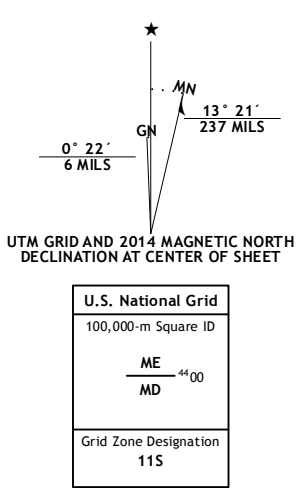 ★
MN
13° 21´
237 MILS
GN
0° 22´
6 MILS
UTM GRID AND 2014 MAGNETIC NORTH
DECLINATION AT CENTER OF SHEET
U.S. National Grid
100,000-m Square ID
ME
4400
MD
Grid Zone Designation
11S